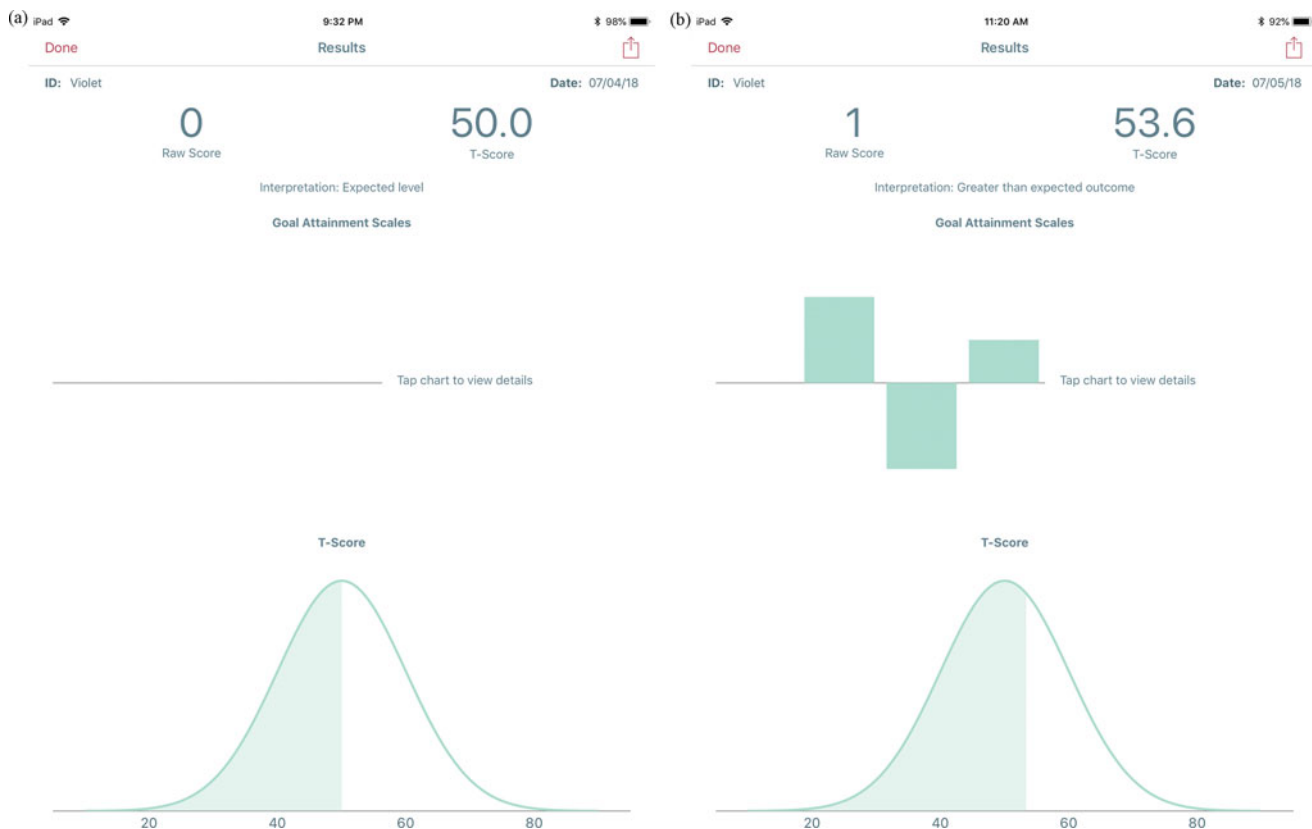 (a) iPad 9:32 PM 98%
Done Results
ID: Violet Date: 07/04/18
0 50.0
Raw Score T-Score
Interpretation: Expected level
Goal Attainment Scales
Tap chart to view details
T-Score
20 40 60 80
(b) iPad 11:20 AM 92%
Done Results
ID: Violet Date: 07/05/18
1 53.6
Raw Score T-Score
Interpretation: Greater than expected outcome
Goal Attainment Scales
Tap chart to view details
T-Score
20 40 60 80